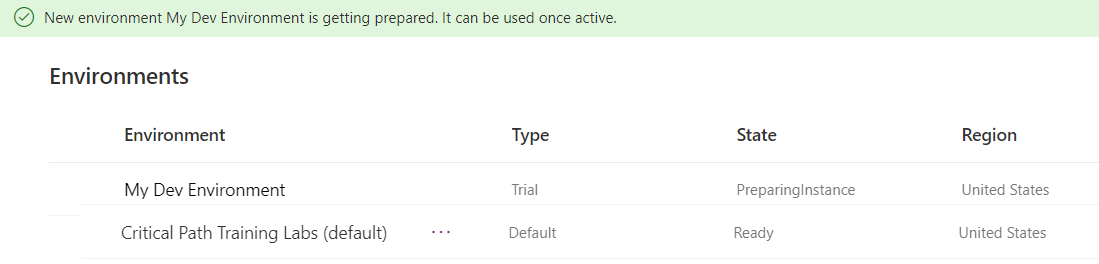 New environment My Dev Environment is getting prepared. It can be used once active.
Environments
Environment Type State Region
My Dev Environment Trial PreparingInstance United States
Critical Path Training Labs (default) ··· Default Ready United States